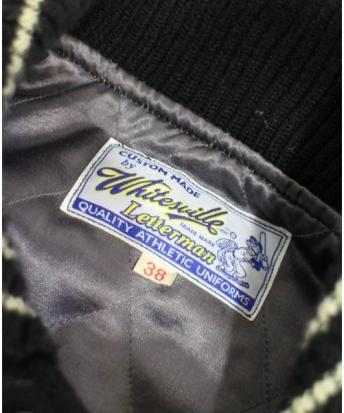 CUSTOM MADE
by
Whitesville
Letterman
TRADE MARK
QUALITY ATHLETIC UNIFORMS
38